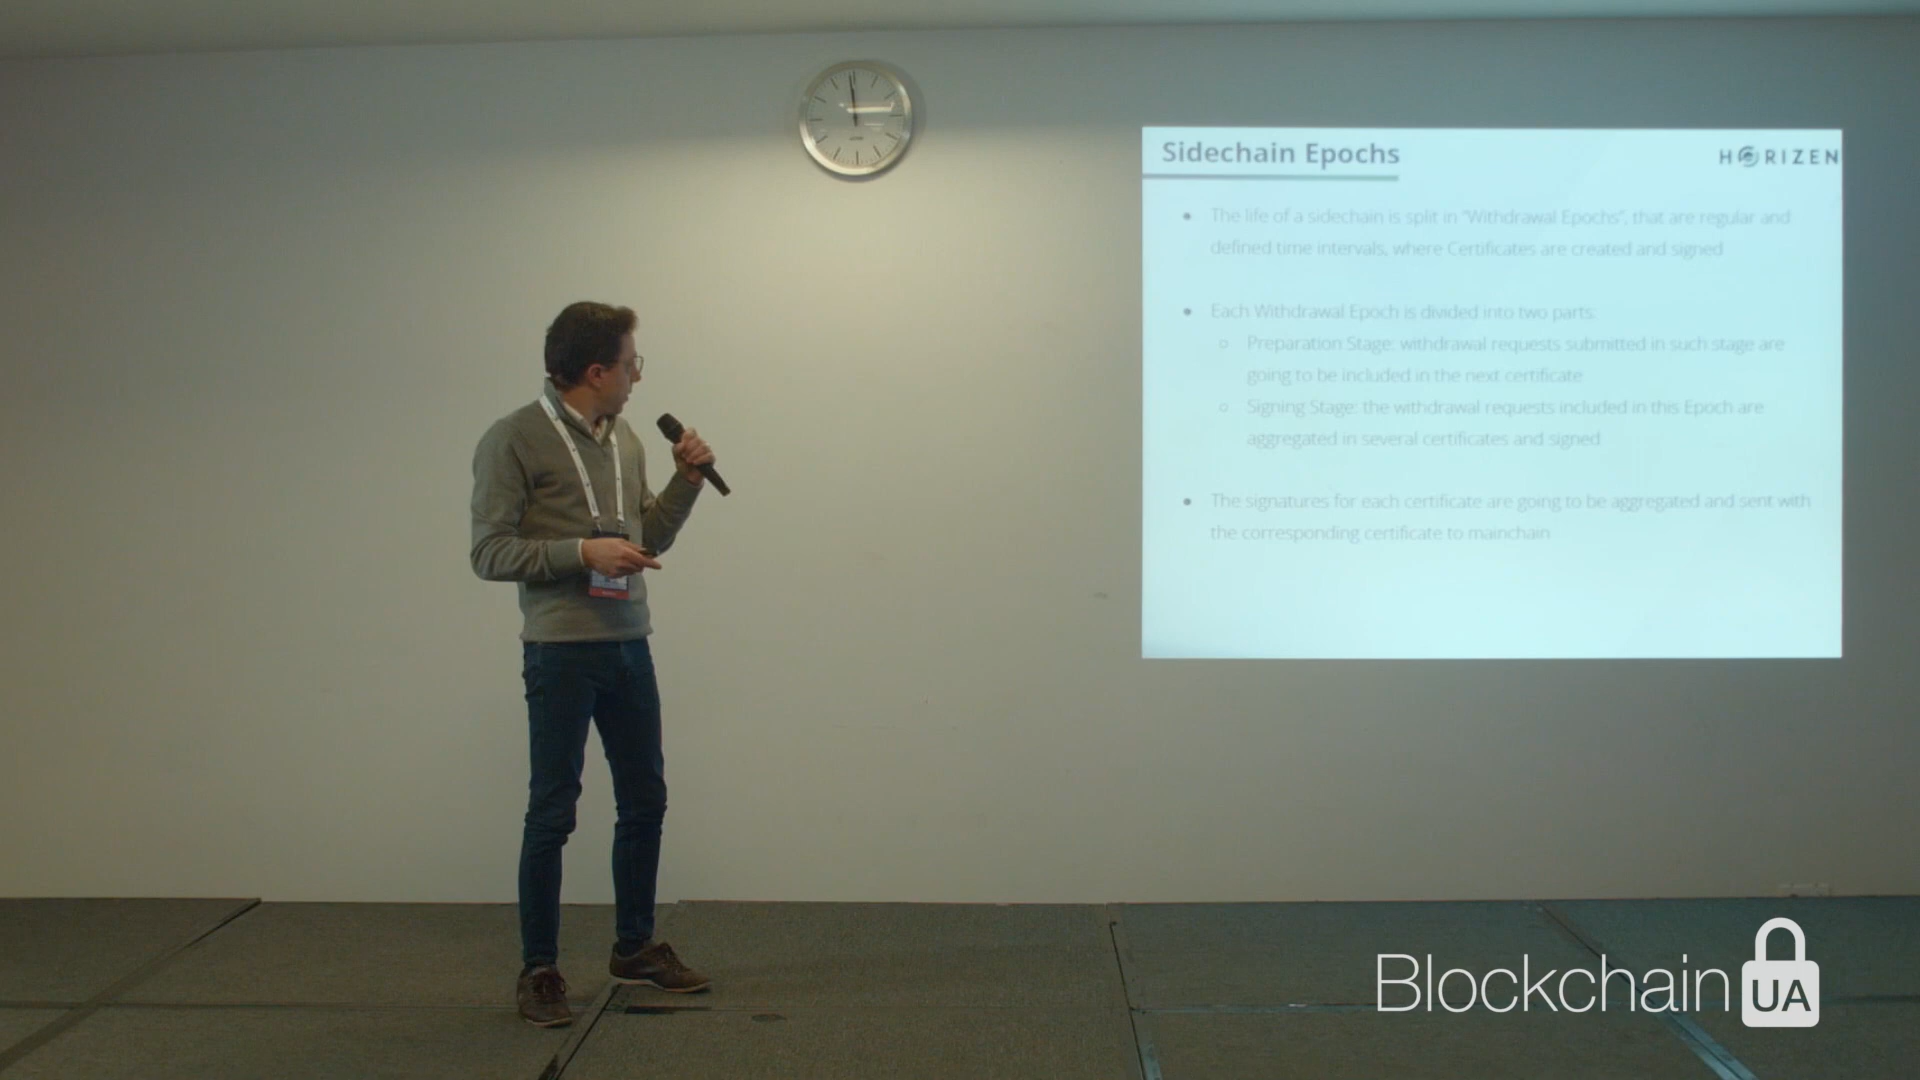 Sidechain Epochs
HORIZEN
• The life of a sidechain is split in "Withdrawal Epochs", that are regular and
defined time intervals, where Certificates are created and signed
• Each Withdrawal Epoch is divided into two parts:
○ Preparation Stage: withdrawal requests submitted in such stage are
going to be included in the next certificate
○ Signing Stage: the withdrawal requests included in this Epoch are
aggregated in several certificates and signed
• The signatures for each certificate are going to be aggregated and sent with
the corresponding certificate to mainchain
Blockchain UA